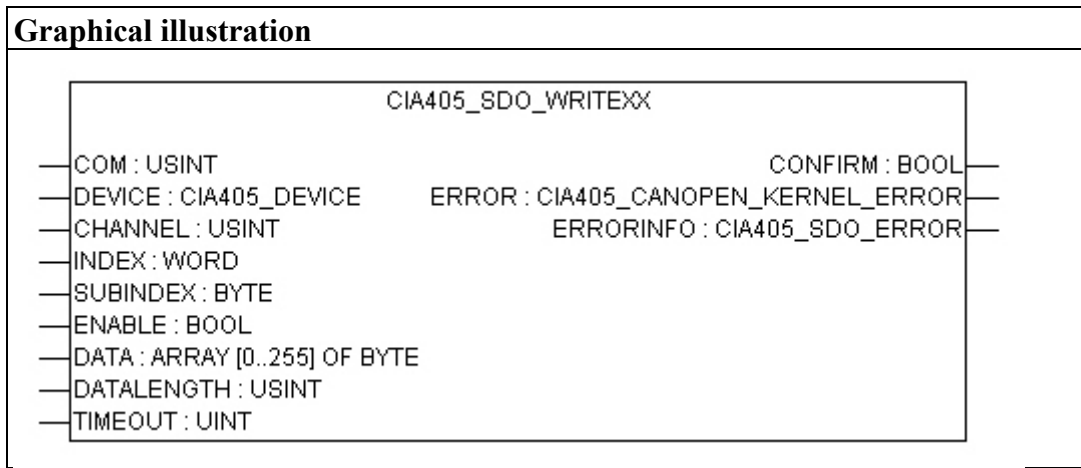 Graphical illustration
CIA405_SDO_WRITEXX
COM : USINT CONFIRM : BOOL
DEVICE : CIA405_DEVICE ERROR : CIA405_CANOPEN_KERNEL_ERROR
CHANNEL : USINT ERRORINFO : CIA405_SDO_ERROR
INDEX : WORD
SUBINDEX : BYTE
ENABLE : BOOL
DATA : ARRAY [0..255] OF BYTE
DATALENGTH : USINT
TIMEOUT : UINT